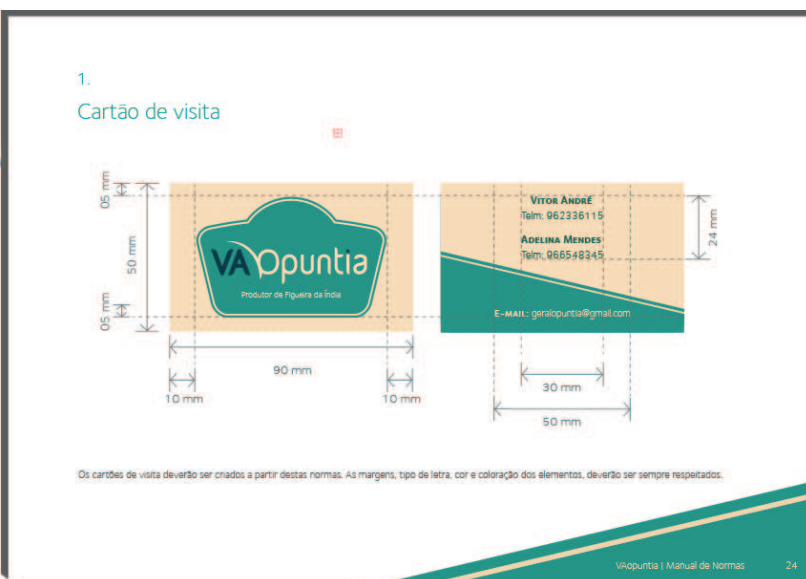 1.
Cartão de visita
05 mm
50 mm
05 mm
VA Opuntia
Produtor de Figueira da Índia
90 mm
10 mm
10 mm
VITOR ANDRÉ
Telm: 962336115
ADELINA MENDES
Telm: 966548345
E-MAIL: geralopuntia@gmail.com
24 mm
30 mm
50 mm
Os cartões de visita deverão ser criados a partir destas normas. As margens, tipo de letra, cor e coloração dos elementos, deverão ser sempre respeitados.
VAopuntia | Manual de Normas 24